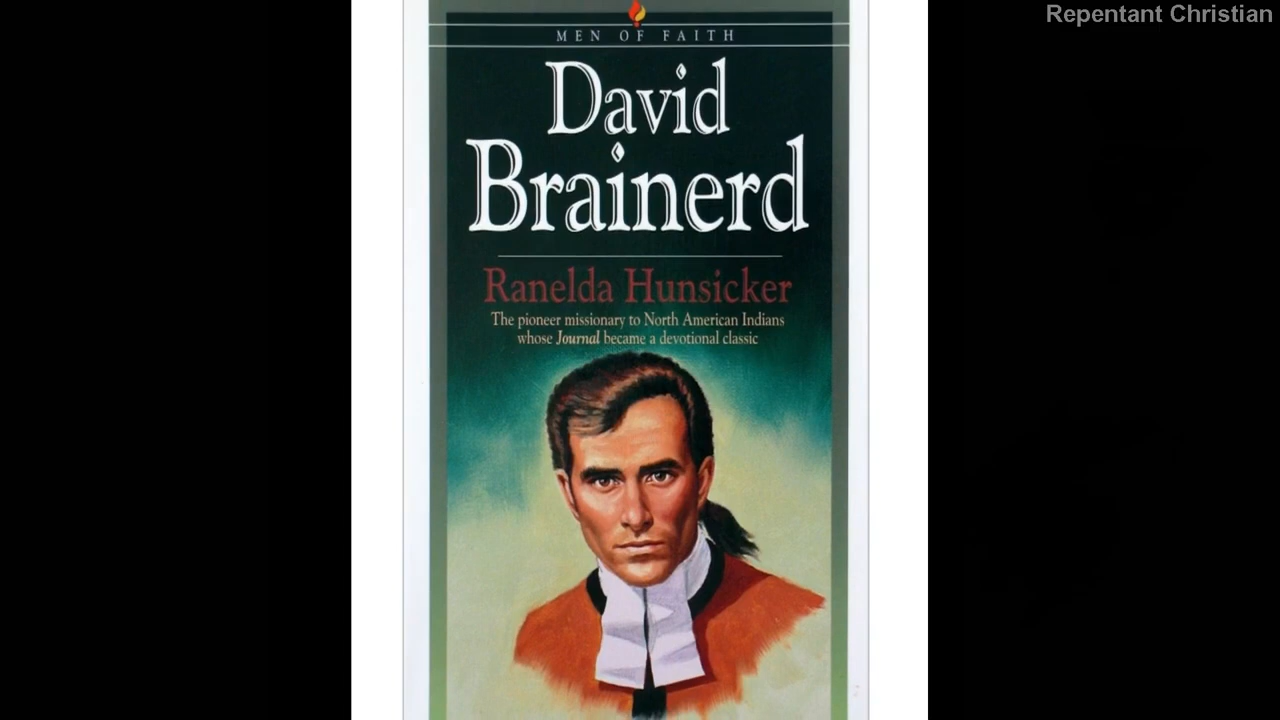 Repentant Christian
MEN OF FAITH
David
Brainerd
Ranelda Hunsicker
The pioneer missionary to North American Indians
whose Journal became a devotional classic